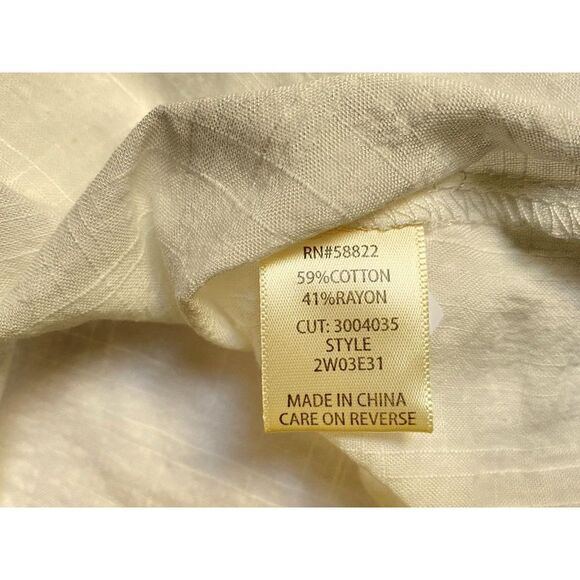 RN#58822
59%COTTON
41%RAYON
CUT: 3004035
STYLE
2W03E31
MADE IN CHINA
CARE ON REVERSE